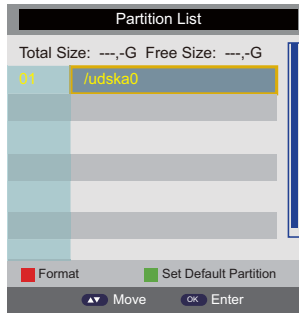 Partition List
Total Size: ---,-G Free Size: ---,-G
01 /udska0
Format Set Default Partition
▲▼ Move OK Enter